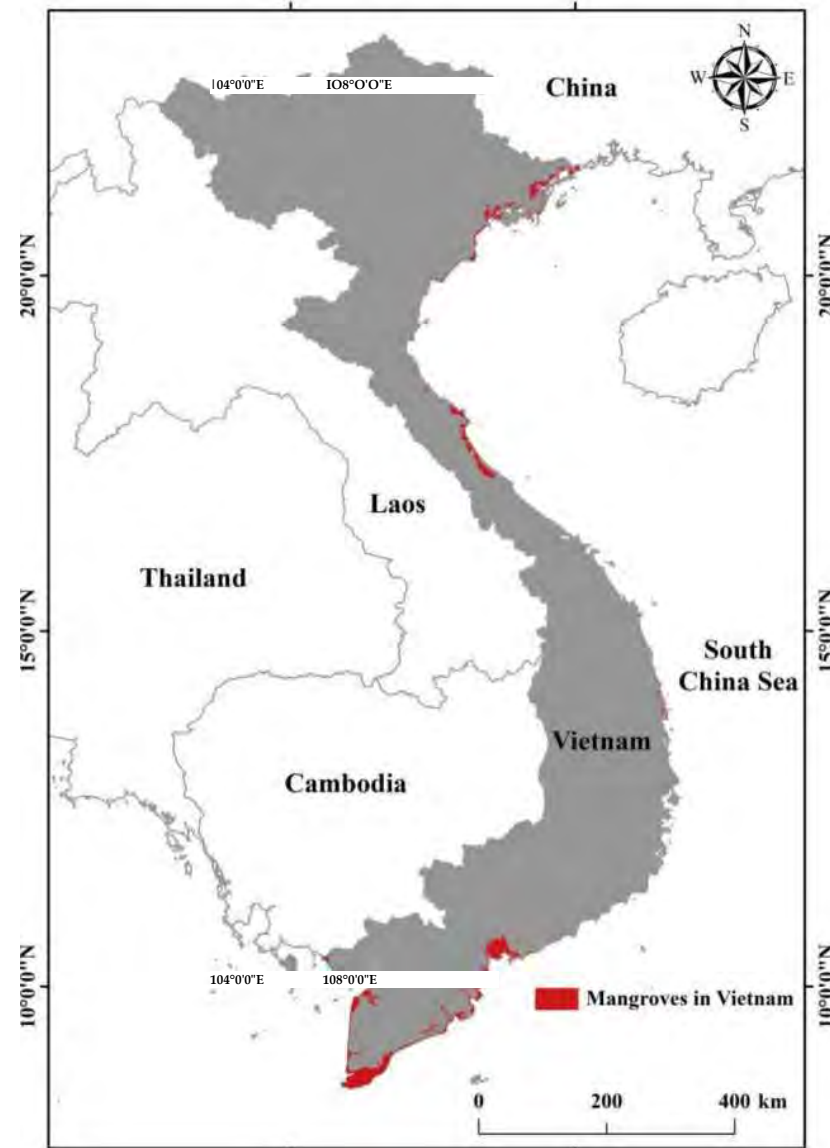 N
W E
S
|04°0'0"E IO8°O'O"E
China
20°0'0"N
20°0'0"N
Laos
Thailand
15°0'0"N
15°0'0"N
South
China Sea
Vietnam
Cambodia
104°0'0"E 108°0'0"E
10°0'0"N
10°0'0"N
Mangroves in Vietnam
0 200 400 km